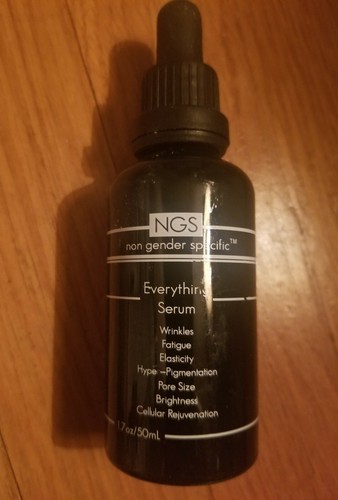 NGS
non gender specific™
Everything
Serum
Wrinkles
Fatigue
Elasticity
Hype–Pigmentation
Pore Size
Brightness
Cellular Rejuvenation
1.7oz/50mL